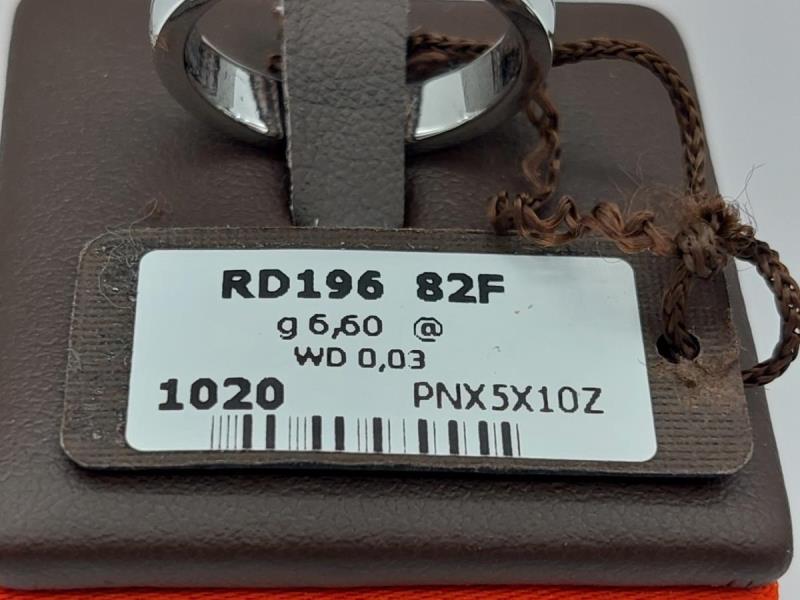 RD196 82F
g 6,60 @
WD 0,03
1020 PNX5X10Z